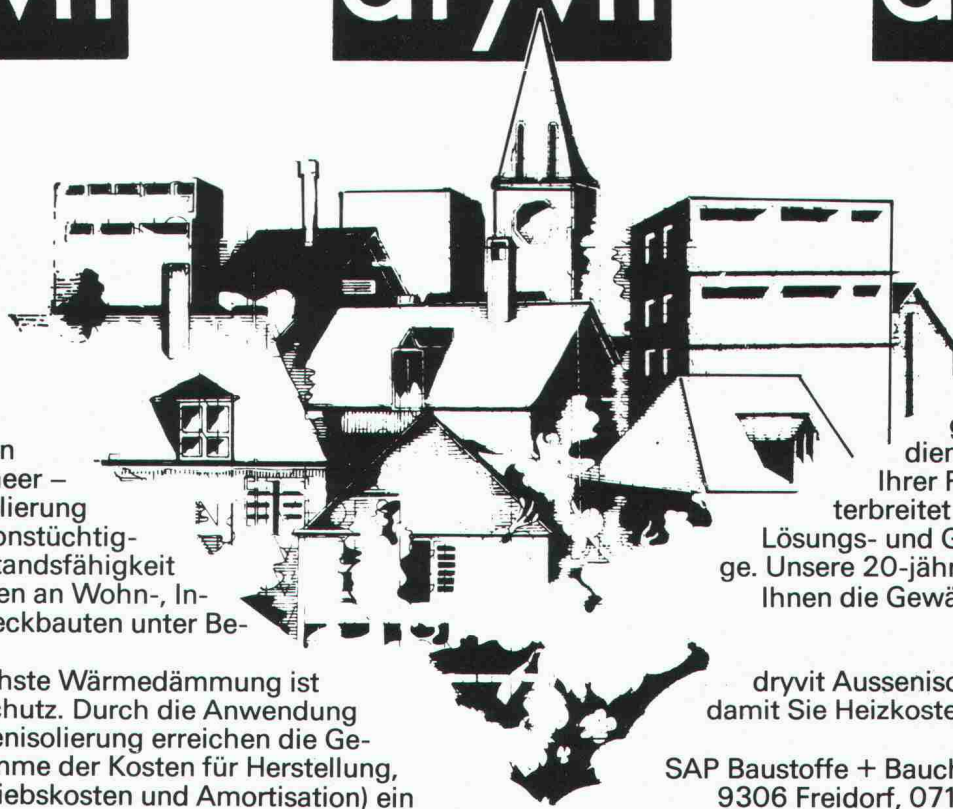 dryvit
n
neer –
lierung
onstüchtig-
tandsfähigkeit
en an Wohn-, In-
eckbauten unter Be-
hste Wärmedämmung ist
chutz. Durch die Anwendung
enisolierung erreichen die Ge-
mme der Kosten für Herstellung,
iebskosten und Amortisation) ein
dien
Ihrer F
terbreitet
Lösungs- und G
ge. Unsere 20-jähr
Ihnen die Gewä
dryvit Aussenisc
damit Sie Heizkoste
SAP Baustoffe + Bauch
9306 Freidorf, 071